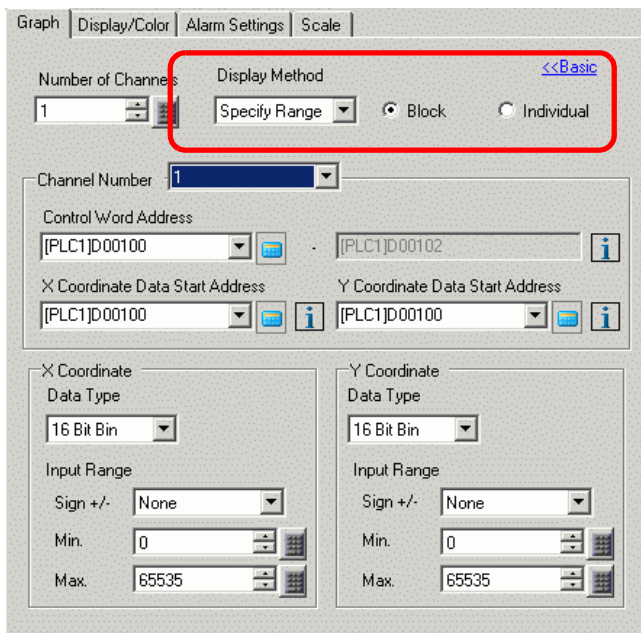 Graph Display/Color Alarm Settings Scale
Number of Channels Display Method <<Basic
1 Specify Range Block Individual
Channel Number 1
Control Word Address
[PLC1]D00100 - [PLC1]D00102
X Coordinate Data Start Address Y Coordinate Data Start Address
[PLC1]D00100 [PLC1]D00100
X Coordinate Y Coordinate
Data Type Data Type
16 Bit Bin 16 Bit Bin
Input Range Input Range
Sign +/- None Sign +/- None
Min. 0 Min. 0
Max. 65535 Max. 65535